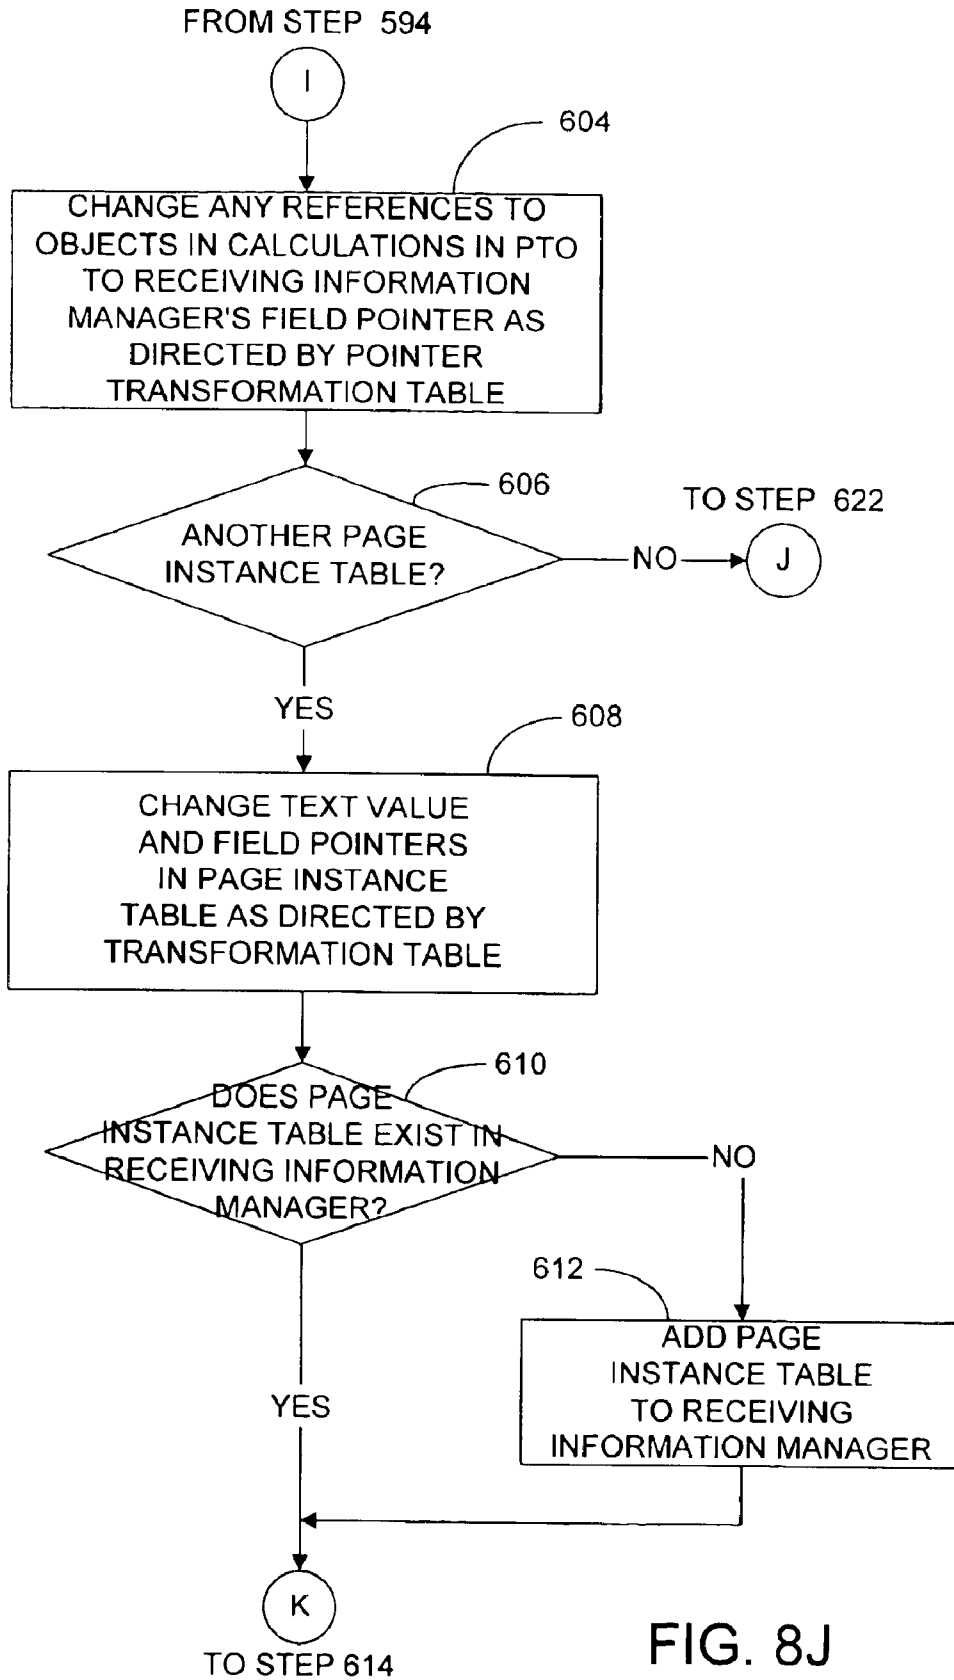 FROM STEP 594
I
604
CHANGE ANY REFERENCES TO
OBJECTS IN CALCULATIONS IN PTO
TO RECEIVING INFORMATION
MANAGER'S FIELD POINTER AS
DIRECTED BY POINTER
TRANSFORMATION TABLE
606
ANOTHER PAGE
INSTANCE TABLE?
NO
TO STEP 622
J
YES
608
CHANGE TEXT VALUE
AND FIELD POINTERS
IN PAGE INSTANCE
TABLE AS DIRECTED BY
TRANSFORMATION TABLE
610
DOES PAGE
INSTANCE TABLE EXIST IN
RECEIVING INFORMATION
MANAGER?
NO
612
ADD PAGE
INSTANCE TABLE
TO RECEIVING
INFORMATION MANAGER
YES
K
TO STEP 614
FIG. 8J